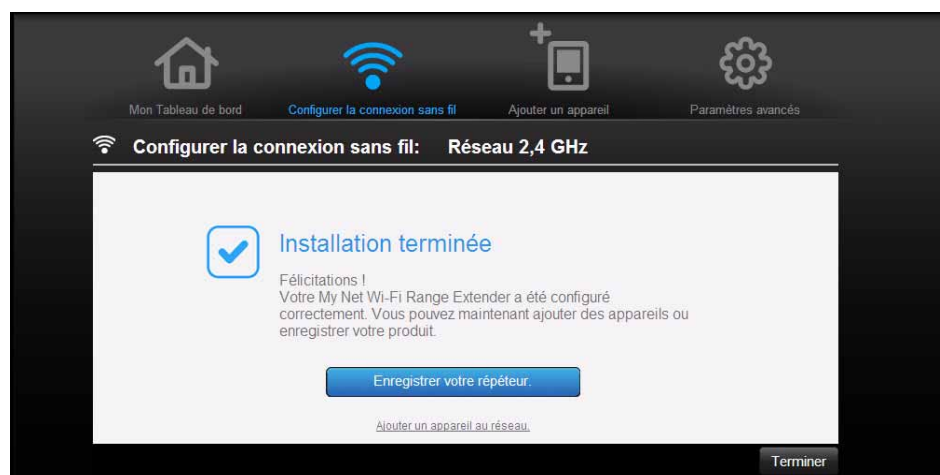 Mon Tableau de bord
Configurer la connexion sans fil
Ajouter un appareil
Paramètres avancés
Configurer la connexion sans fil: Réseau 2,4 GHz
Installation terminée
Félicitations !
Votre My Net Wi-Fi Range Extender a été configuré
correctement. Vous pouvez maintenant ajouter des appareils ou
enregistrer votre produit.
Enregistrer votre répéteur.
Ajouter un appareil au réseau.
Terminer